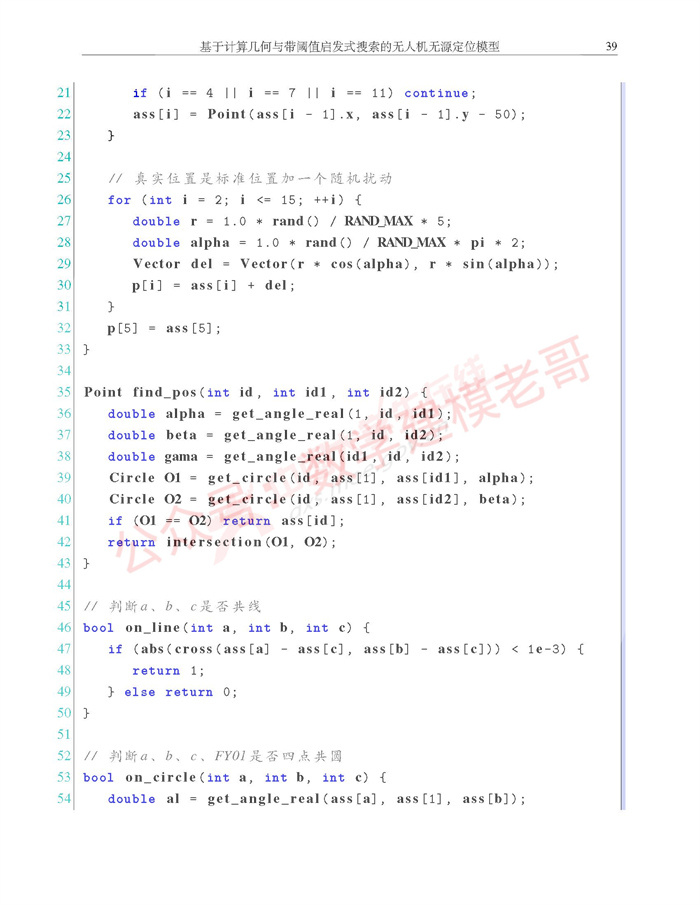 基于计算几何与带阈值启发式搜索的无人机无源定位模型 39
21 if (i == 4 || i == 7 || i == 11) continue;
22 ass[i] = Point(ass[i - 1].x, ass[i - 1].y - 50);
23 }
24
25 // 真实位置是标准位置加一个随机扰动
26 for (int i = 2; i <= 15; ++i) {
27 double r = 1.0 * rand() / RAND_MAX * 5;
28 double alpha = 1.0 * rand() / RAND_MAX * pi * 2;
29 Vector del = Vector(r * cos(alpha), r * sin(alpha));
30 p[i] = ass[i] + del;
31 }
32 p[5] = ass[5];
33 }
34
35 Point find_pos(int id, int id1, int id2) {
36 double alpha = get_angle_real(1, id, id1);
37 double beta = get_angle_real(1, id, id2);
38 double gama = get_angle_real(id1, id, id2);
39 Circle O1 = get_circle(id, ass[1], ass[id1], alpha);
40 Circle O2 = get_circle(id, ass[1], ass[id2], beta);
41 if (O1 == O2) return ass[id];
42 return intersection(O1, O2);
43 }
44
45 // 判断a、b、c是否共线
46 bool on_line(int a, int b, int c) {
47 if (abs(cross(ass[a] - ass[c], ass[b] - ass[c])) < 1e-3) {
48 return 1;
49 } else return 0;
50 }
51
52 // 判断a、b、c、FY01是否四点共圆
53 bool on_circle(int a, int b, int c) {
54 double al = get_angle_real(ass[a], ass[1], ass[b]);
公众号:数学建模老哥